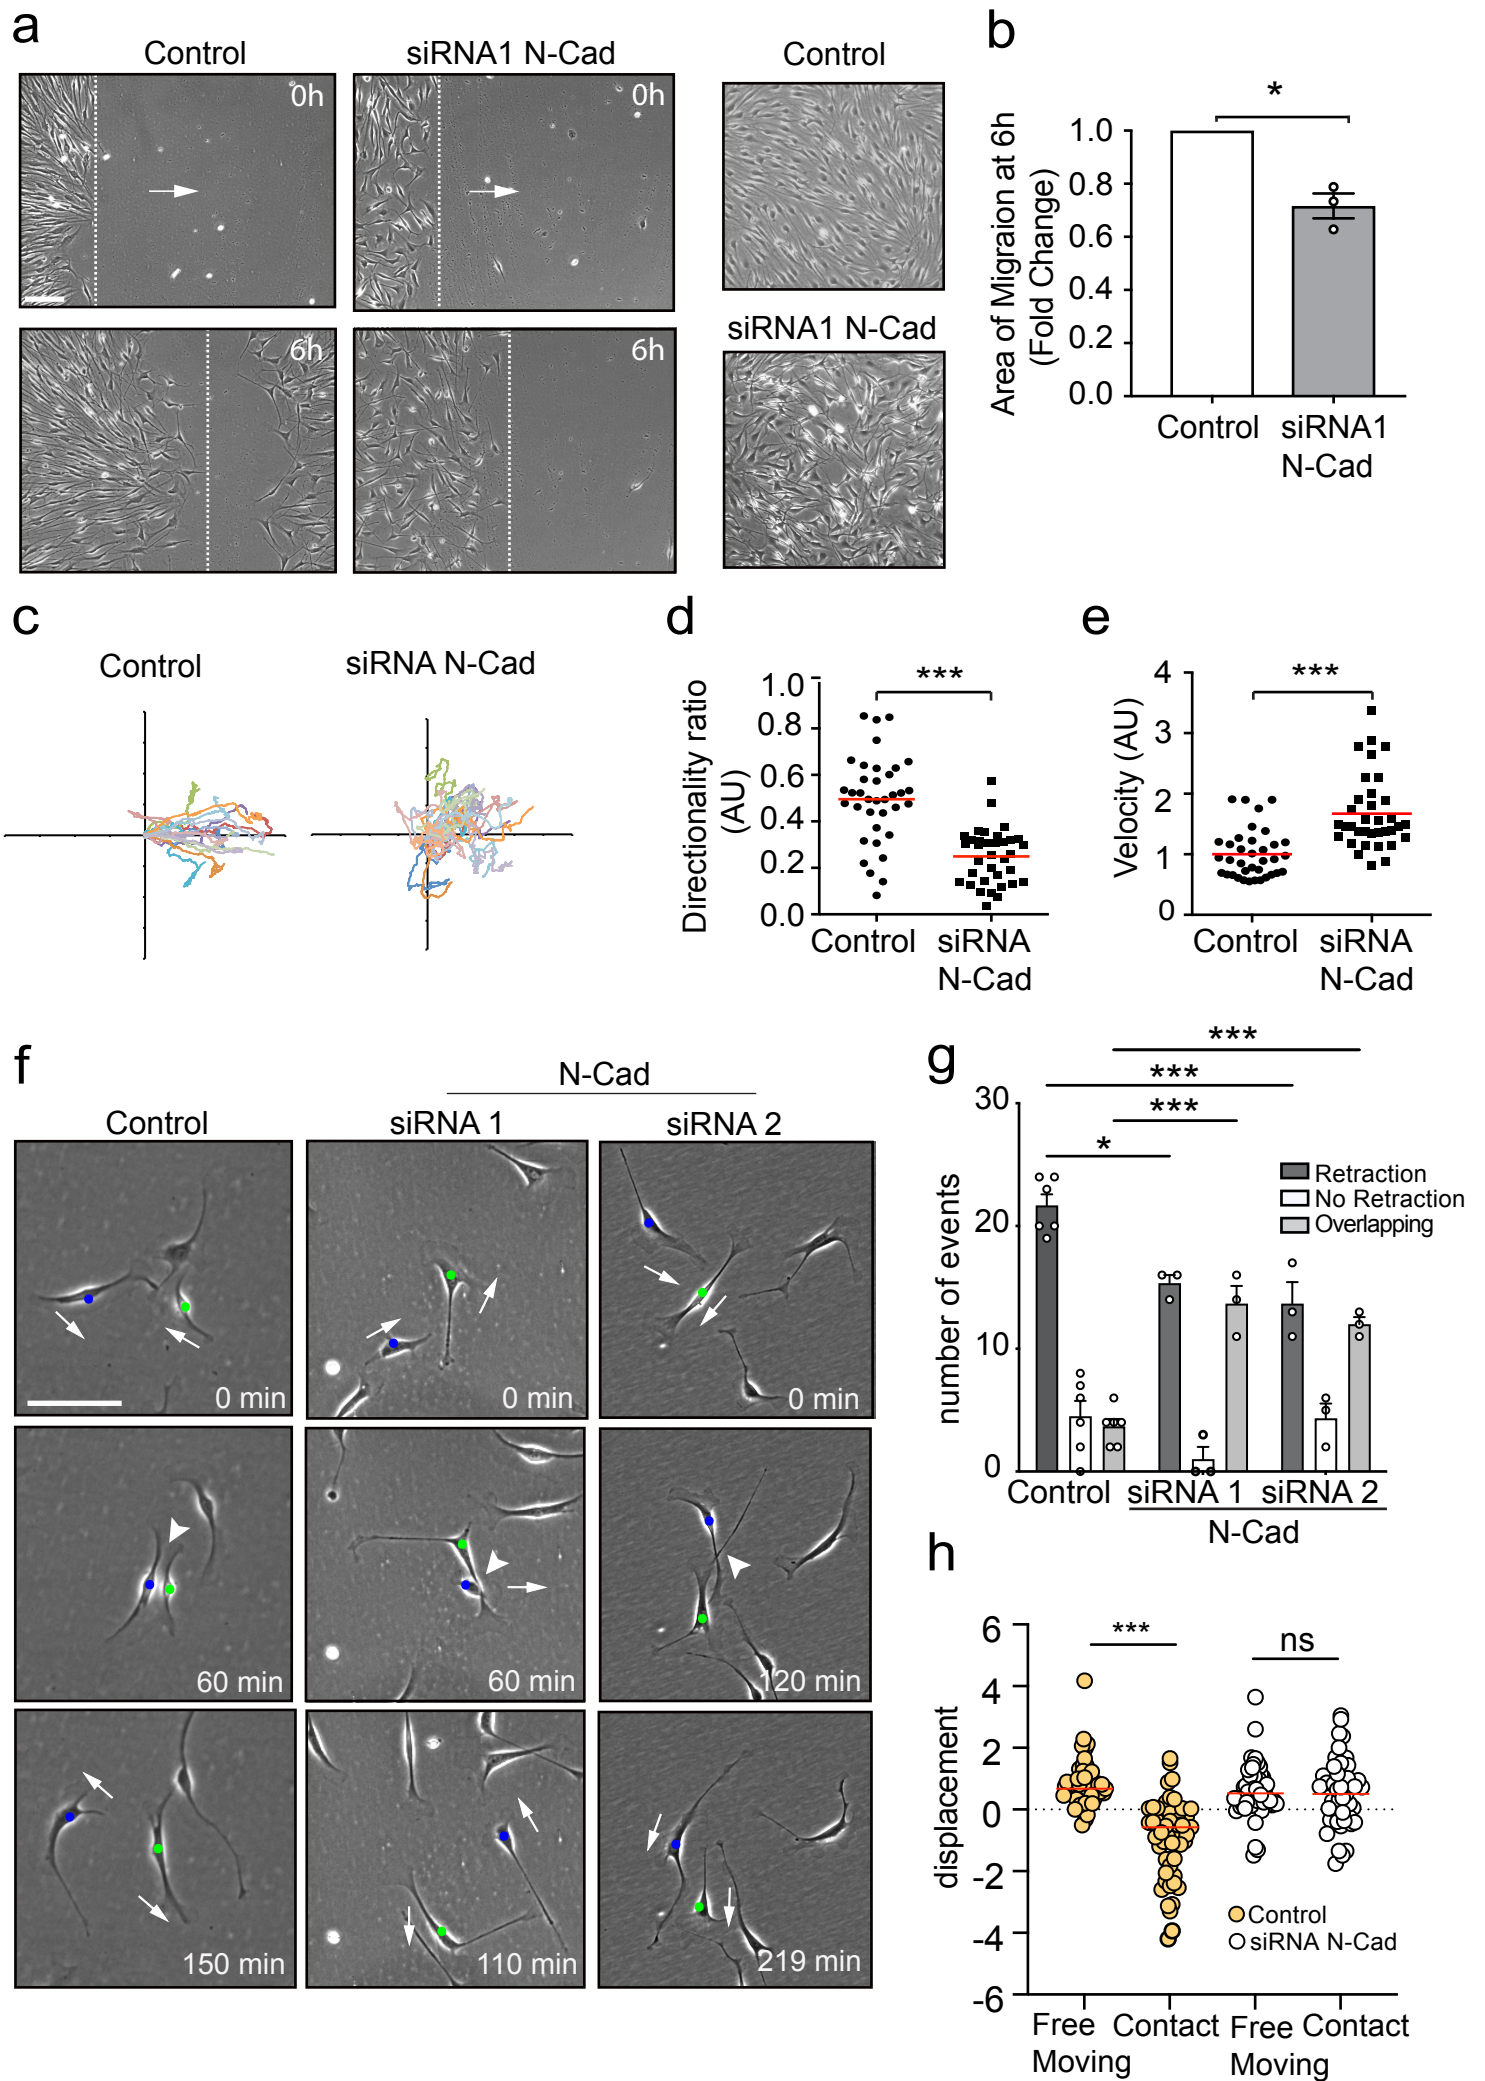 a
Control
siRNA1 N-Cad
Control
0h
0h
6h
6h
siRNA1 N-Cad
b
*
Area of Migraion at 6h
(Fold Change)
1.0
0.8
0.6
0.4
0.2
0.0
Control
siRNA1
N-Cad
c
Control
siRNA N-Cad
d
***
Directionality ratio
(AU)
1.0
0.8
0.6
0.4
0.2
0.0
Control
siRNA
N-Cad
e
***
Velocity (AU)
4
3
2
1
0
Control
siRNA
N-Cad
f
N-Cad
Control
siRNA 1
siRNA 2
0 min
0 min
0 min
60 min
60 min
120 min
150 min
110 min
219 min
g
***
***
***
*
number of events
30
20
10
0
Retraction
No Retraction
Overlapping
Control
siRNA 1
siRNA 2
N-Cad
h
***
ns
displacement
6
4
2
0
-2
-4
-6
Control
siRNA N-Cad
Free
Moving
Contact
Free
Moving
Contact